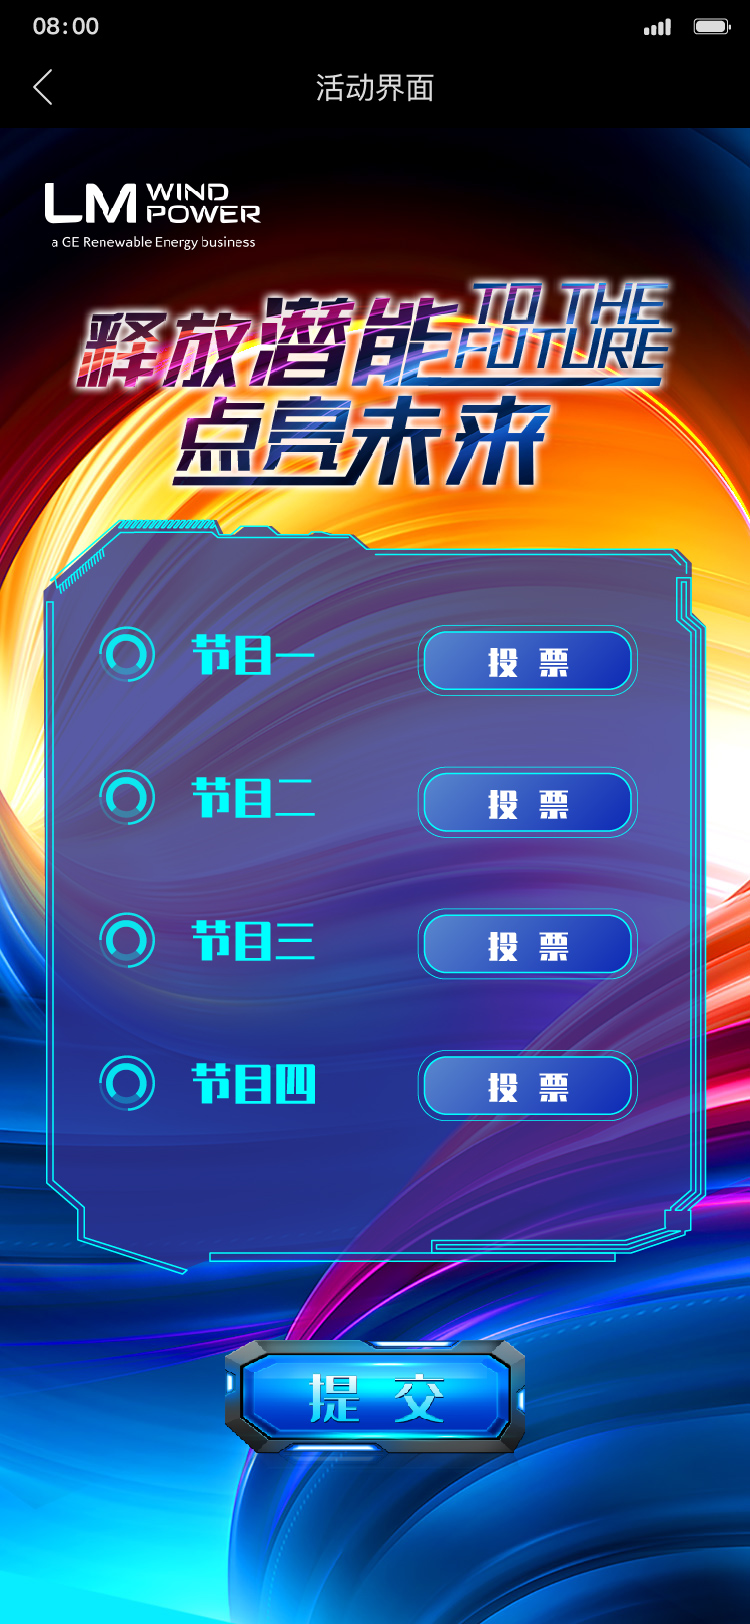 08:00
活动界面
LM WIND POWER
a GE Renewable Energy business
释放潜能 TO THE FUTURE
点亮未来
节目一 投票
节目二 投票
节目三 投票
节目四 投票
提交